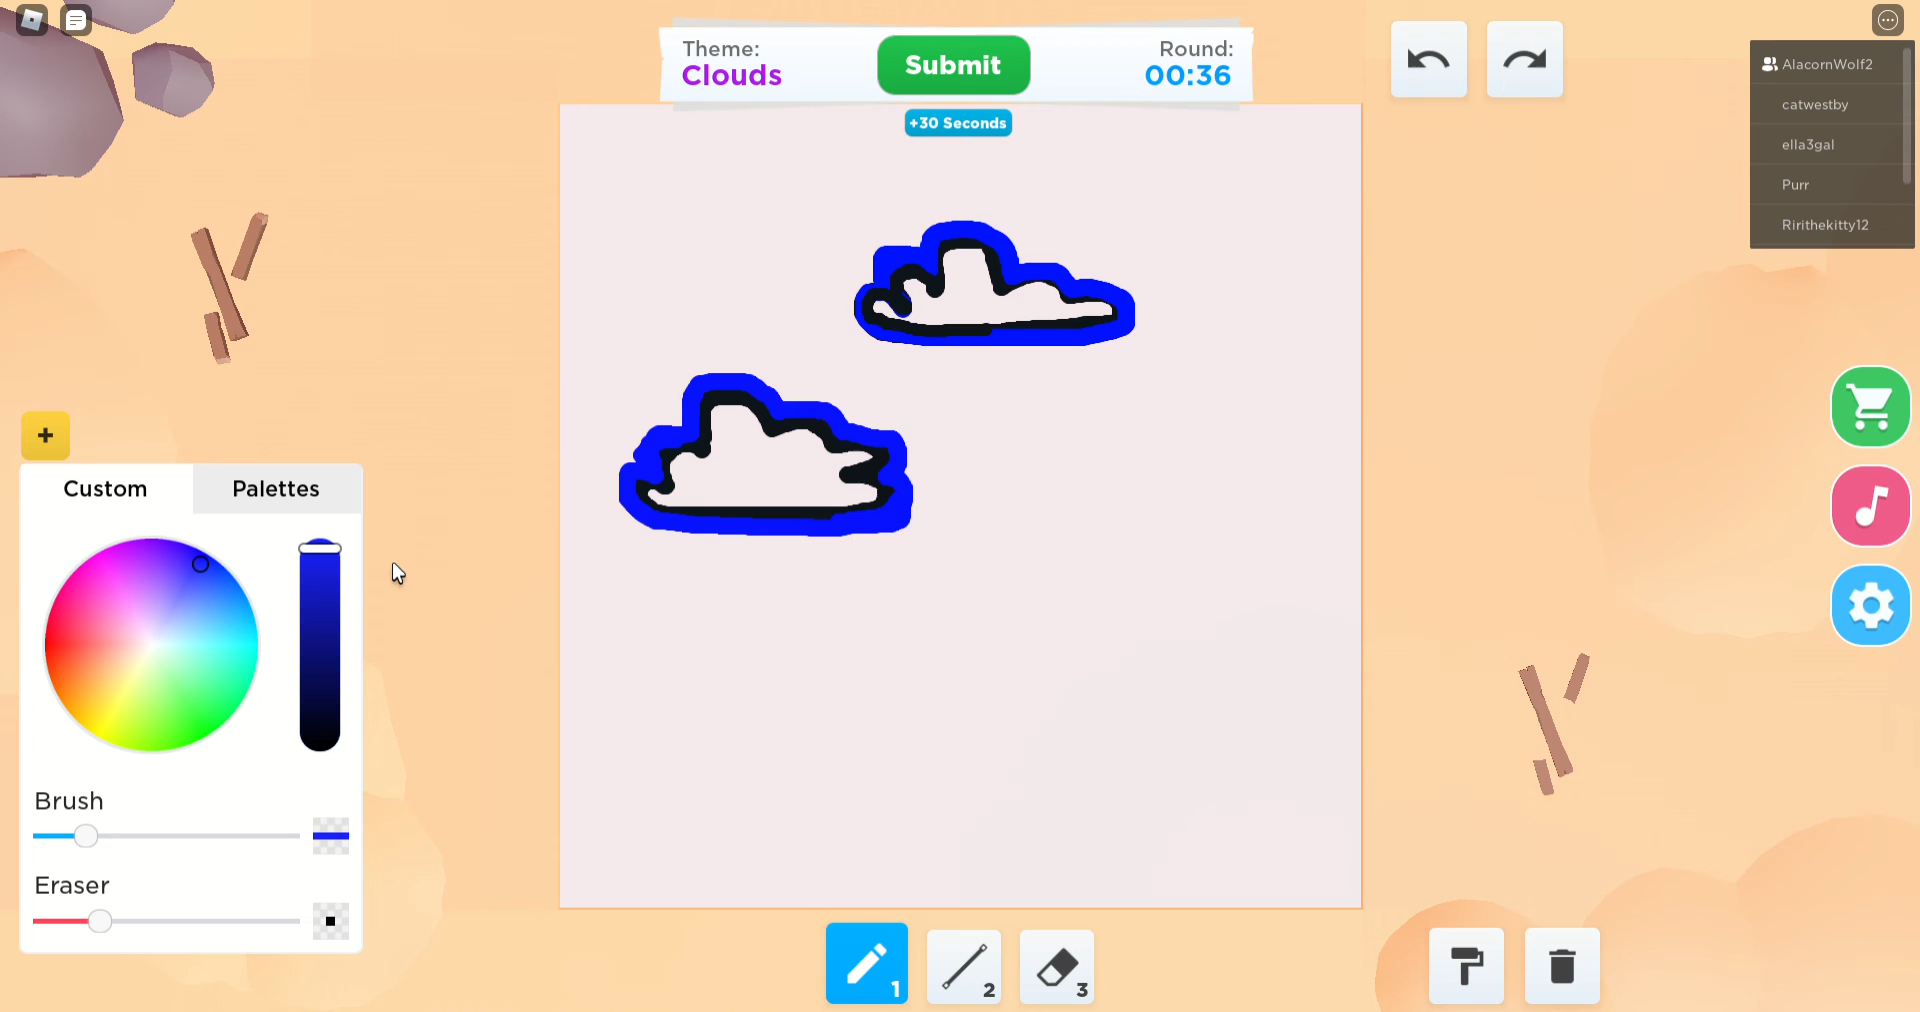 Theme:
Clouds
Submit
Round:
00:36
+30 Seconds
AlacornWolf2
catwestby
ella3gal
Purr
Ririthekitty12
+
Custom
Palettes
Brush
Eraser
1
2
3